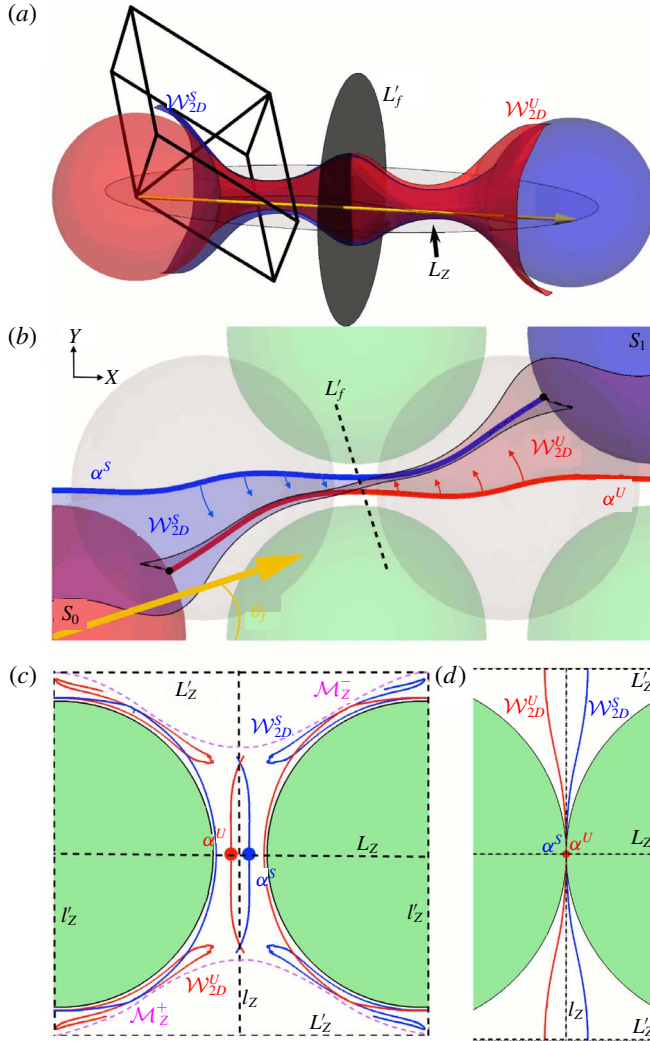 (a)
𝒲^S_2D
L'_f
𝒲^U_2D
L_Z
(b)
Y
X
L'_f
S_1
α^S
𝒲^U_2D
𝒲^S_2D
α^U
S_0
θ_f
(c)
L'_Z
ℳ^-_Z
𝒲^S_2D
α^U
L_Z
α^S
l'_Z
l'_Z
𝒲^U_2D
l_Z
ℳ^+_Z
L'_Z
(d)
L'_Z
𝒲^U_2D
𝒲^S_2D
α^S
α^U
L_Z
l_Z
L'_Z